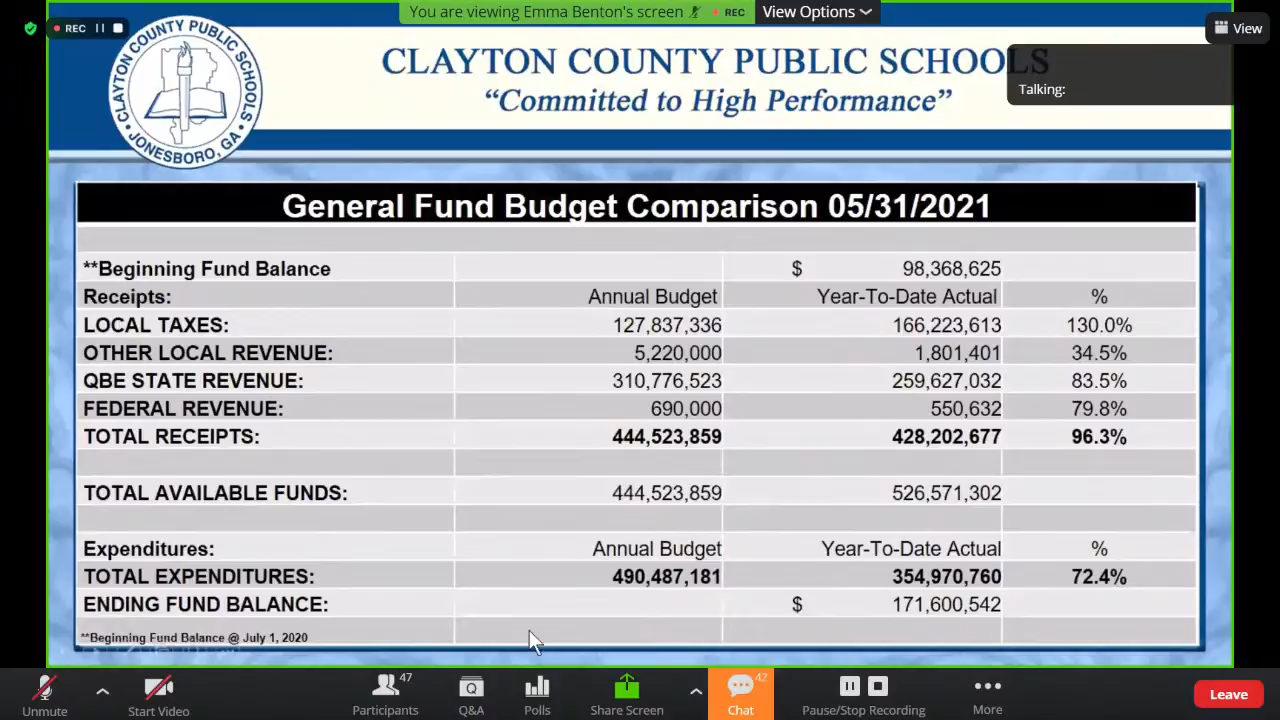 You are viewing Emma Benton's screen REC View Options
REC
View
CLAYTON COUNTY PUBLIC SCHOOLS
JONESBORO, GA
CLAYTON COUNTY PUBLIC SCHOOLS
"Committed to High Performance"
Talking:
General Fund Budget Comparison 05/31/2021
**Beginning Fund Balance $ 98,368,625
Receipts: Annual Budget Year-To-Date Actual %
LOCAL TAXES: 127,837,336 166,223,613 130.0%
OTHER LOCAL REVENUE: 5,220,000 1,801,401 34.5%
QBE STATE REVENUE: 310,776,523 259,627,032 83.5%
FEDERAL REVENUE: 690,000 550,632 79.8%
TOTAL RECEIPTS: 444,523,859 428,202,677 96.3%
TOTAL AVAILABLE FUNDS: 444,523,859 526,571,302
Expenditures: Annual Budget Year-To-Date Actual %
TOTAL EXPENDITURES: 490,487,181 354,970,760 72.4%
ENDING FUND BALANCE: $ 171,600,542
**Beginning Fund Balance @ July 1, 2020
47
42
Unmute Start Video Participants Q&A Polls Share Screen Chat Pause/Stop Recording More Leave